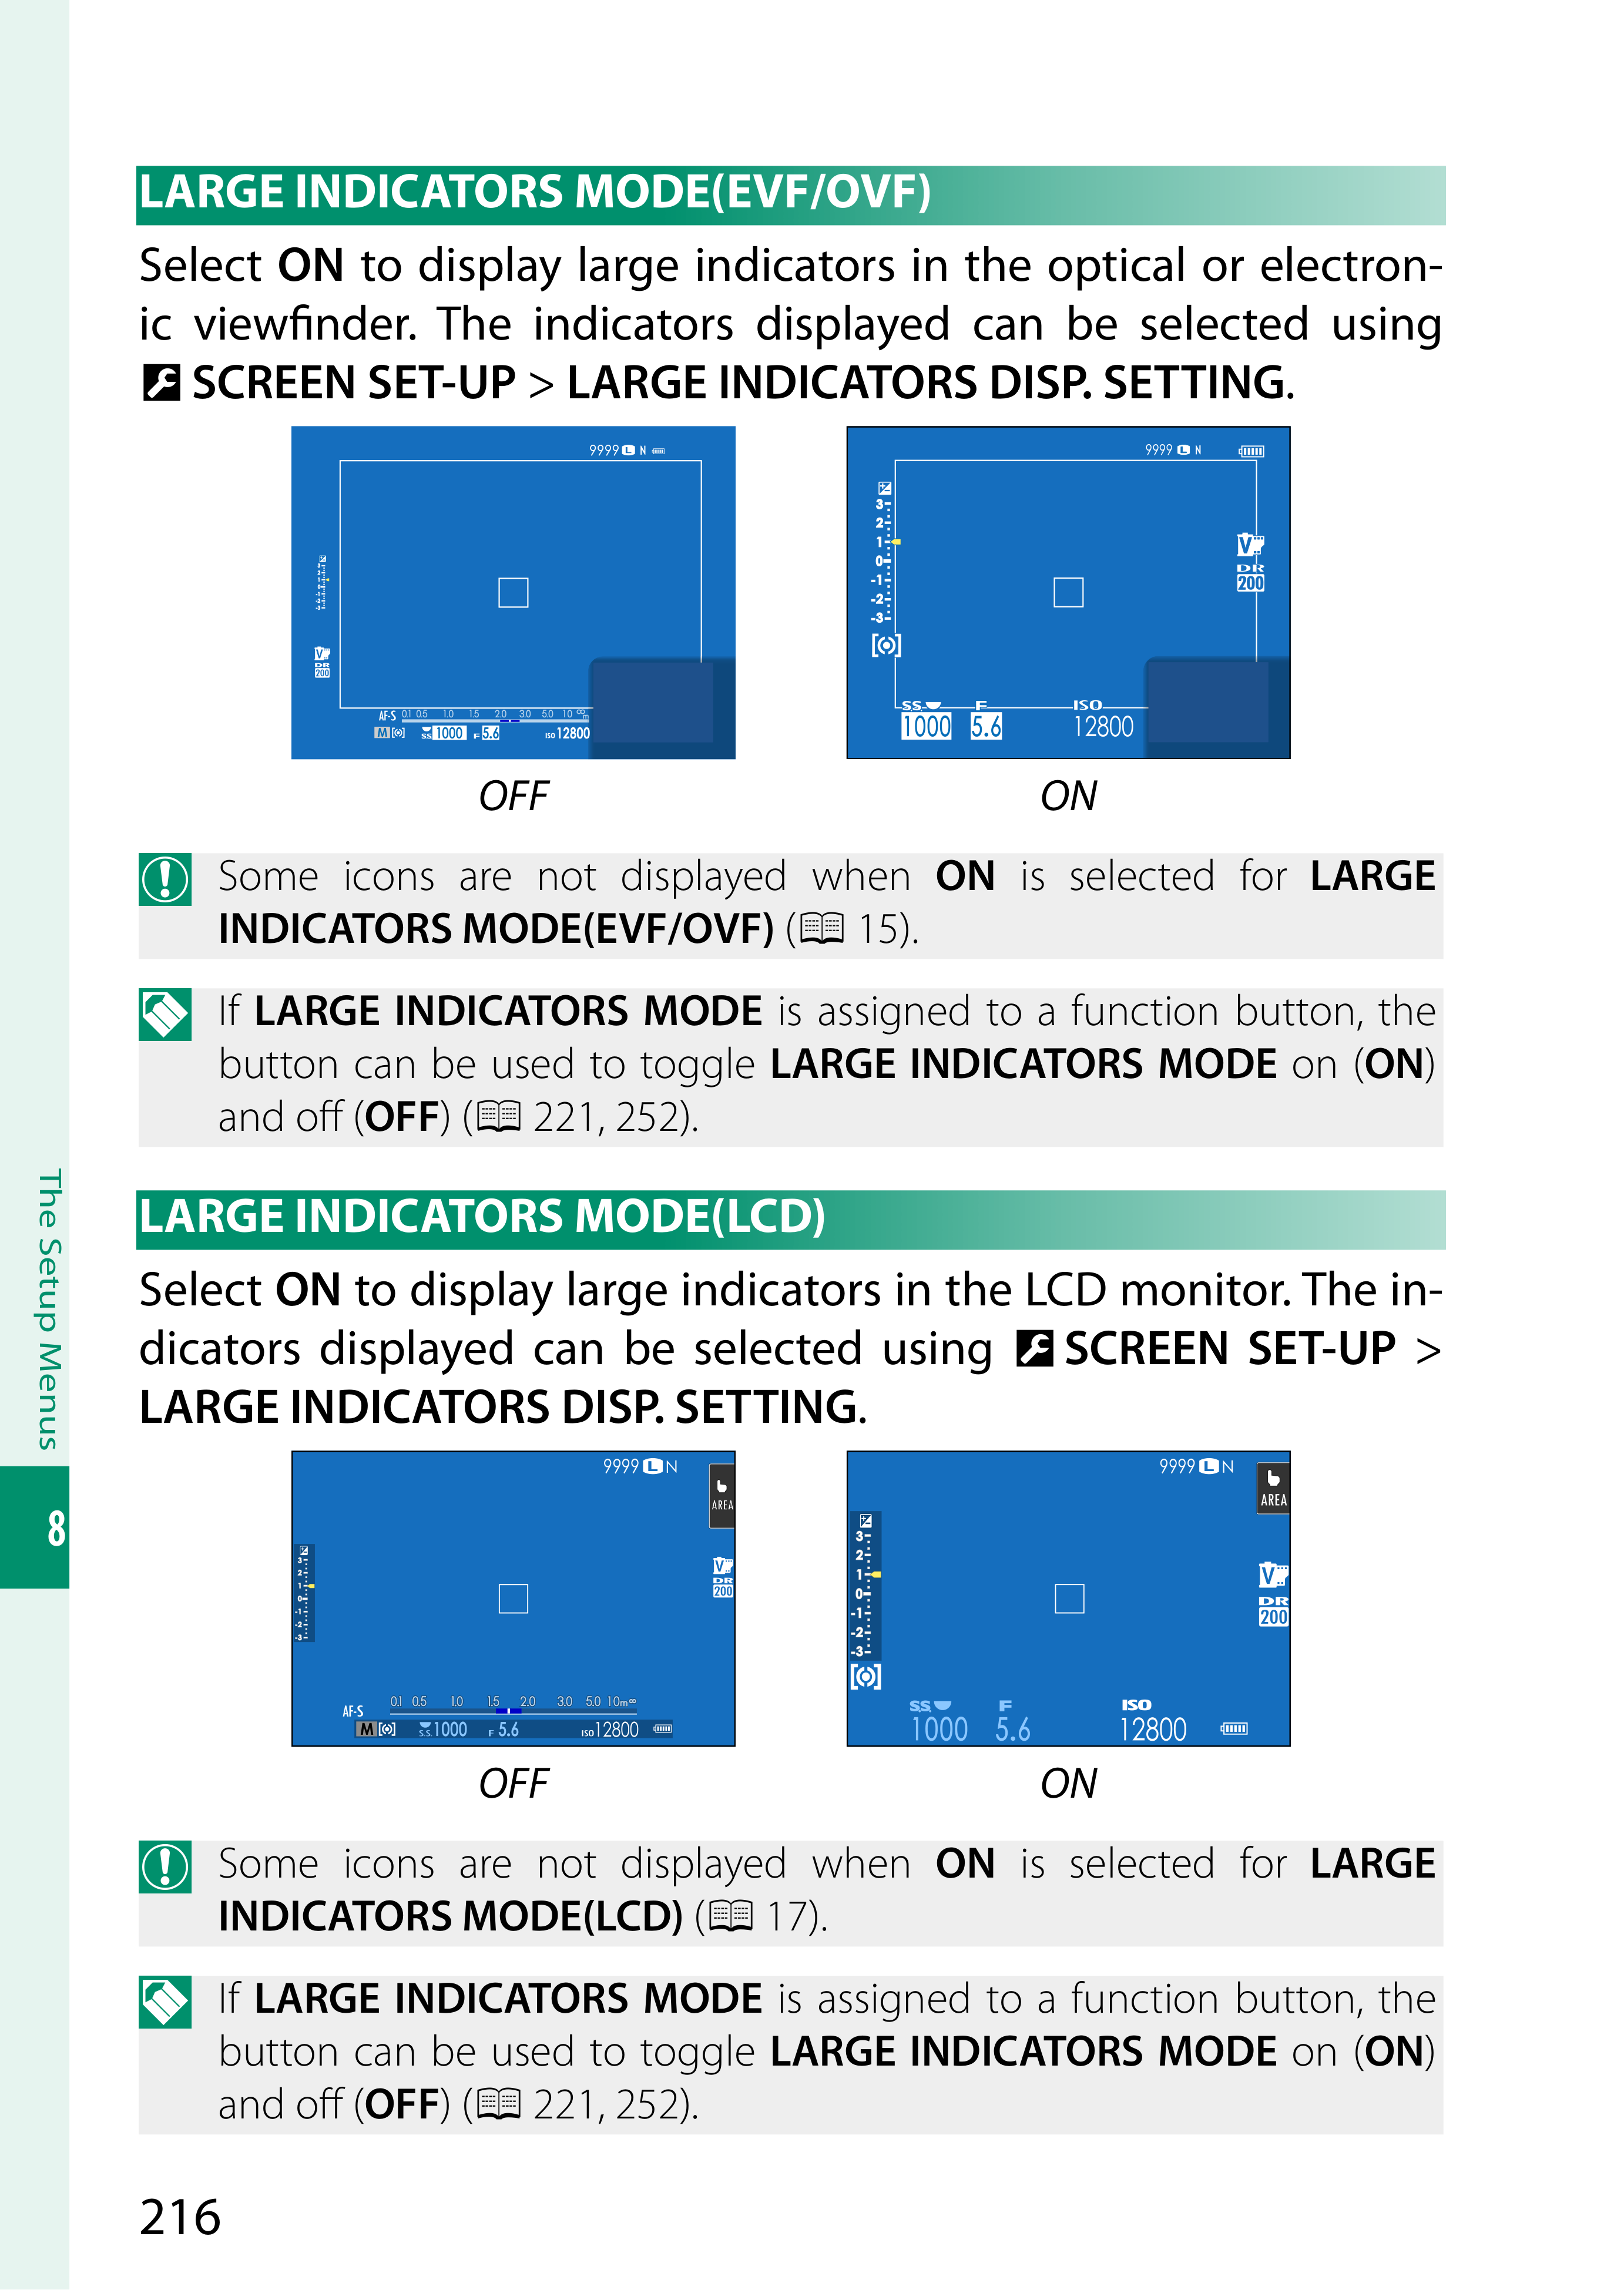 LARGE INDICATORS MODE(EVF/OVF)
Select ON to display large indicators in the optical or electron-
ic viewfinder. The indicators displayed can be selected using
SCREEN SET-UP > LARGE INDICATORS DISP. SETTING.
9999 L N
AF-S 0.1 0.5 1.0 1.5 2.0 3.0 5.0 10 ∞
M S.S. 1000 F 5.6 ISO 12800
V
DR
200
9999 L N
3
2
1
0
-1
-2
-3
V
DR
200
S.S. F ISO
1000 5.6 12800
OFF ON
Some icons are not displayed when ON is selected for LARGE
INDICATORS MODE(EVF/OVF) ( 15).
If LARGE INDICATORS MODE is assigned to a function button, the
button can be used to toggle LARGE INDICATORS MODE on (ON)
and off (OFF) ( 221, 252).
LARGE INDICATORS MODE(LCD)
Select ON to display large indicators in the LCD monitor. The in-
dicators displayed can be selected using SCREEN SET-UP >
LARGE INDICATORS DISP. SETTING.
9999 L N
AREA
3
2
1
0
-1
-2
-3
V
DR
200
AF-S 0.1 0.5 1.0 1.5 2.0 3.0 5.0 10m ∞
M S.S. 1000 F 5.6 ISO 12800
9999 L N
AREA
3
2
1
0
-1
-2
-3
V
DR
200
S.S. F ISO
1000 5.6 12800
OFF ON
Some icons are not displayed when ON is selected for LARGE
INDICATORS MODE(LCD) ( 17).
If LARGE INDICATORS MODE is assigned to a function button, the
button can be used to toggle LARGE INDICATORS MODE on (ON)
and off (OFF) ( 221, 252).
The Setup Menus
8
216